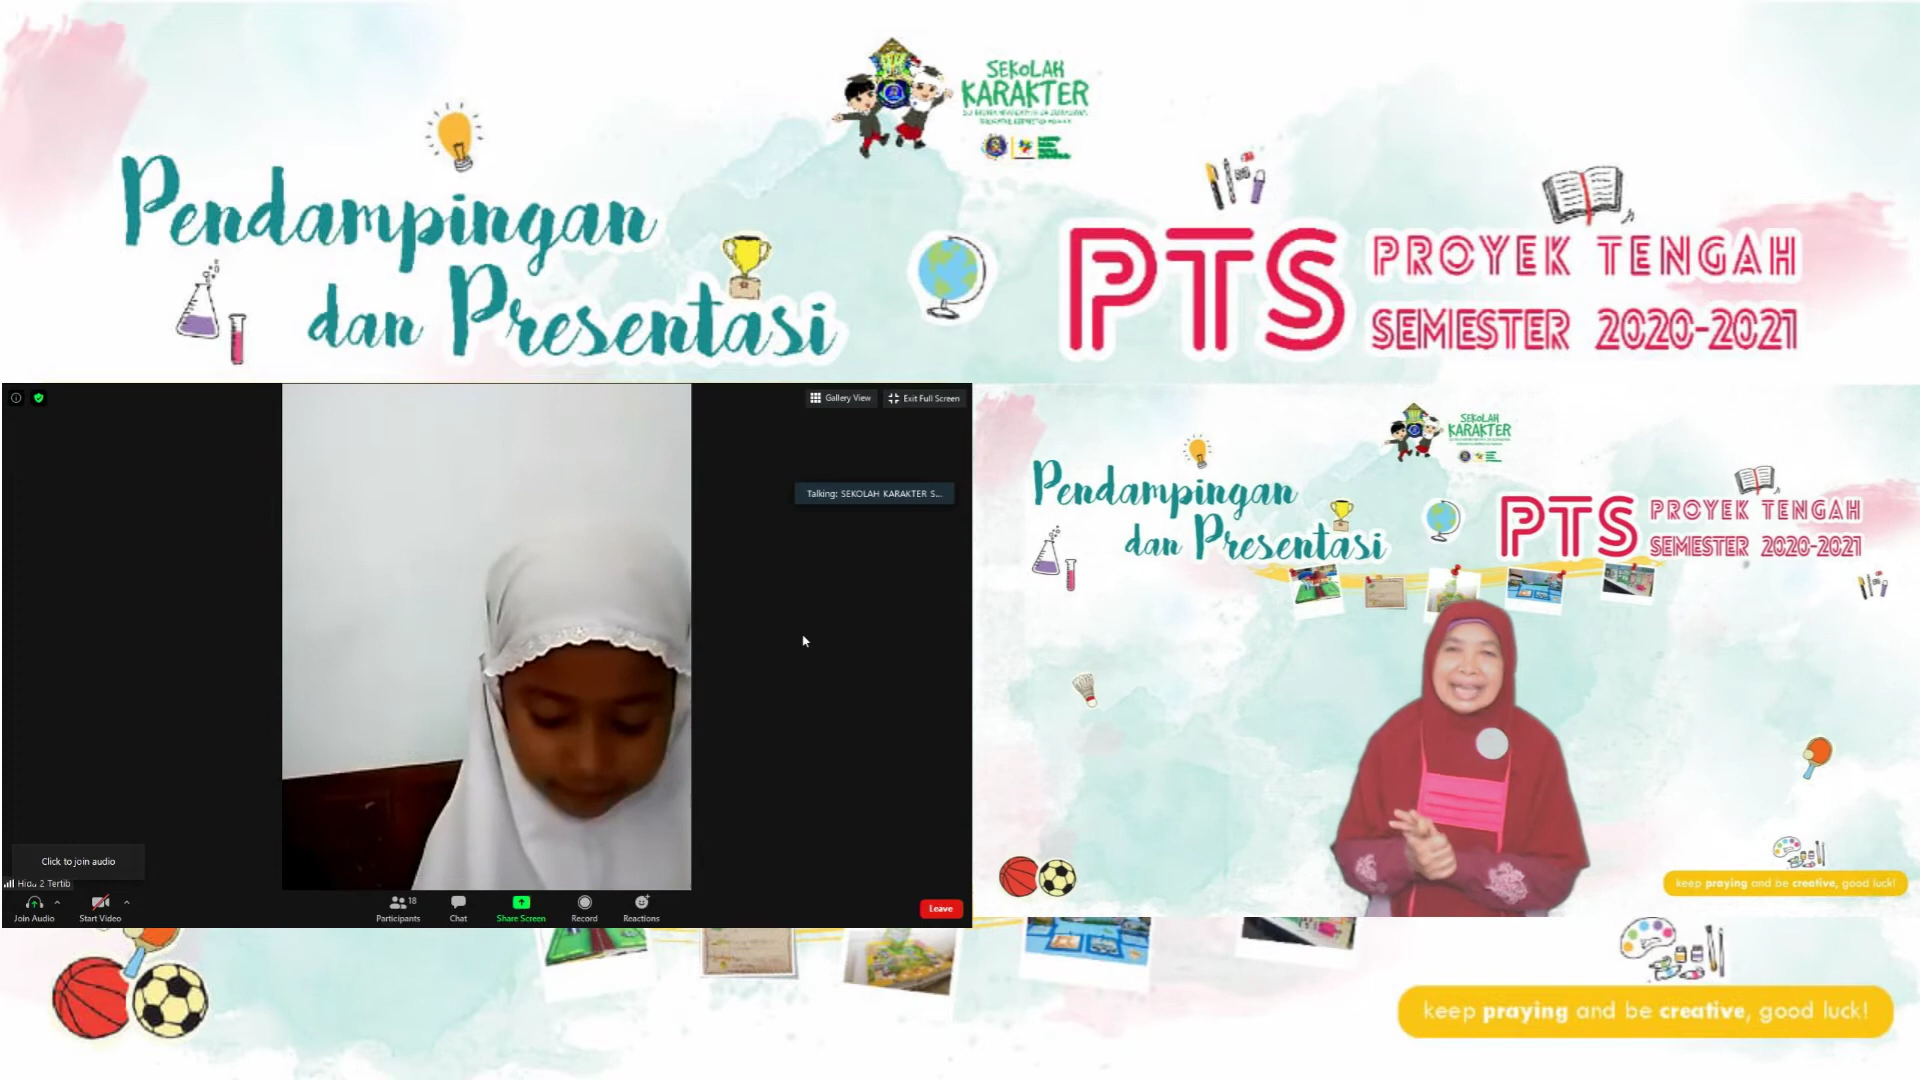 SEKOLAH
KARAKTER
Pendampingan
dan Presentasi
PTS
PROYEK TENGAH
SEMESTER 2020-2021
Gallery View
Exit Full Screen
Talking: SEKOLAH KARAKTER S...
Click to join audio
2 Tertib
Join Audio
Start Video
Participants
18
Chat
Share Screen
Record
Reactions
Leave
SEKOLAH
KARAKTER
Pendampingan
dan Presentasi
PTS
PROYEK TENGAH
SEMESTER 2020-2021
keep praying and be creative, good luck!
keep praying and be creative, good luck!